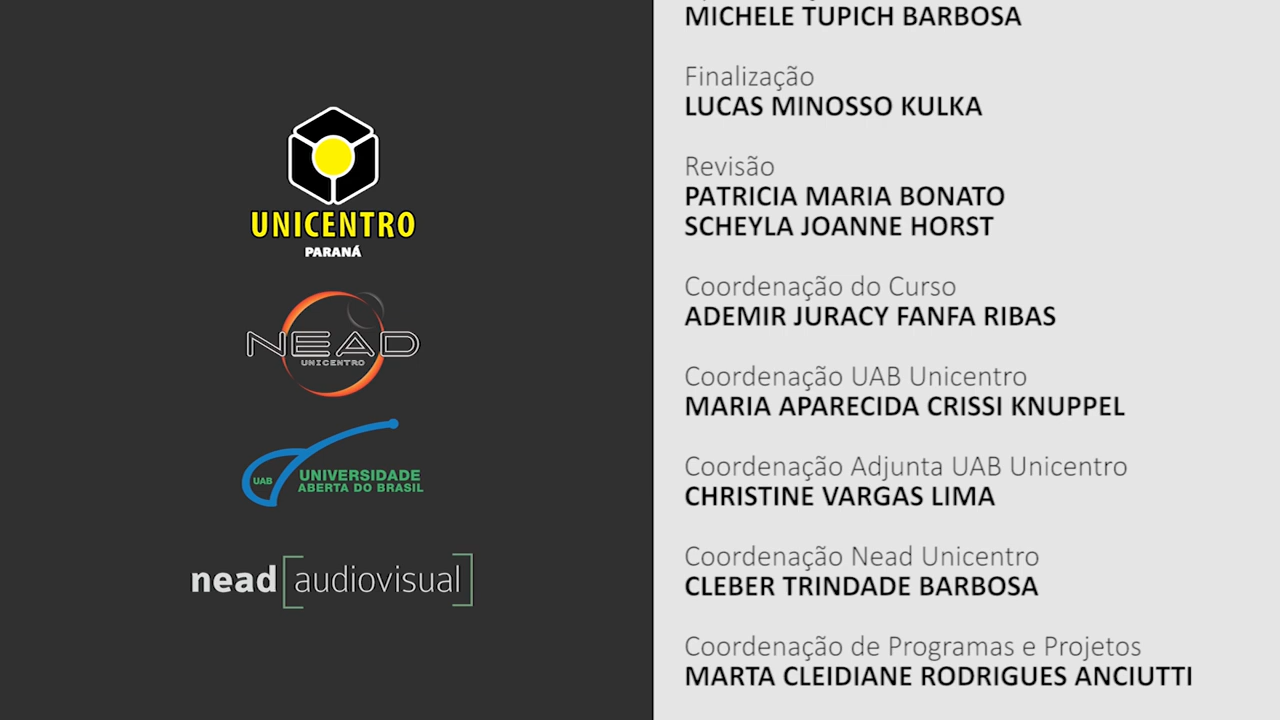 UNICENTRO
PARANÁ
NEAD
UNICENTRO
UAB
UNIVERSIDADE
ABERTA DO BRASIL
nead[audiovisual]
MICHELE TUPICH BARBOSA
Finalização
LUCAS MINOSSO KULKA
Revisão
PATRICIA MARIA BONATO
SCHEYLA JOANNE HORST
Coordenação do Curso
ADEMIR JURACY FANFA RIBAS
Coordenação UAB Unicentro
MARIA APARECIDA CRISSI KNUPPEL
Coordenação Adjunta UAB Unicentro
CHRISTINE VARGAS LIMA
Coordenação Nead Unicentro
CLEBER TRINDADE BARBOSA
Coordenação de Programas e Projetos
MARTA CLEIDIANE RODRIGUES ANCIUTTI